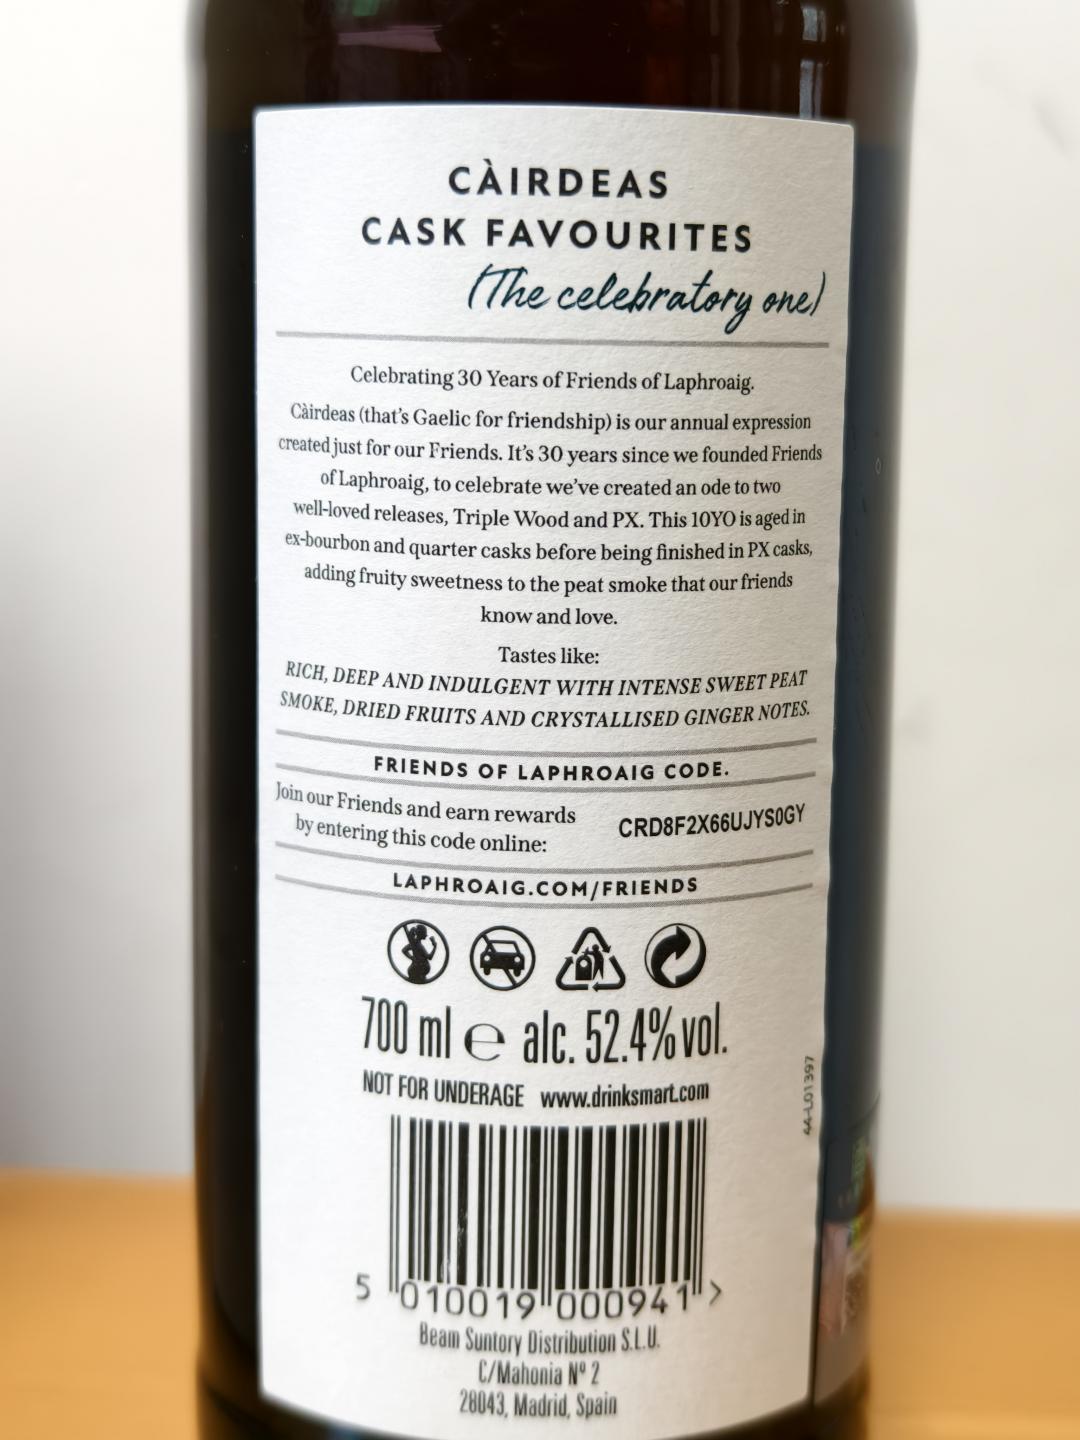 CÀIRDEAS
CASK FAVOURITES
(The celebratory one)
Celebrating 30 Years of Friends of Laphroaig.
Càirdeas (that's Gaelic for friendship) is our annual expression
created just for our Friends. It's 30 years since we founded Friends
of Laphroaig, to celebrate we've created an ode to two
well-loved releases, Triple Wood and PX. This 10YO is aged in
ex-bourbon and quarter casks before being finished in PX casks,
adding fruity sweetness to the peat smoke that our friends
know and love.
Tastes like:
RICH, DEEP AND INDULGENT WITH INTENSE SWEET PEAT
SMOKE, DRIED FRUITS AND CRYSTALLISED GINGER NOTES.
FRIENDS OF LAPHROAIG CODE.
Join our Friends and earn rewards
by entering this code online:
CRD8F2X66UJYS0GY
LAPHROAIG.COM/FRIENDS
700 ml e alc. 52.4% vol.
NOT FOR UNDERAGE www.drinksmart.com
44-L01397
5 010019 000941 >
Beam Suntory Distribution S.L.U.
C/Mahonia Nº 2
28043, Madrid, Spain